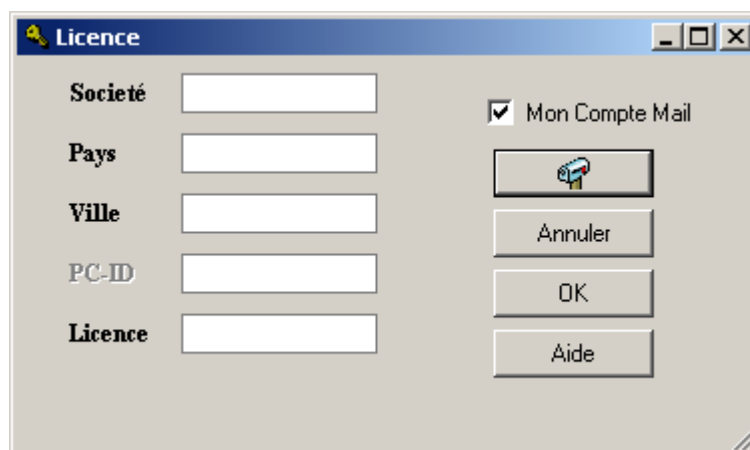 Licence
Societé
Mon Compte Mail
Pays
Ville
Annuler
PC-ID
OK
Licence
Aide